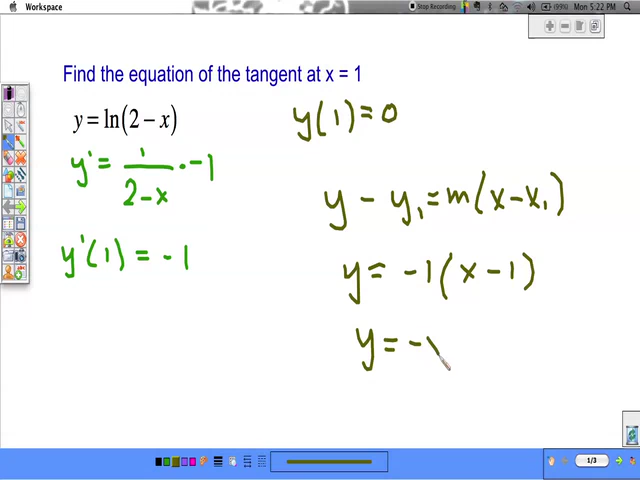 Workspace
Stop Recording
(99%)
Mon 5:22 PM
Find the equation of the tangent at x = 1
y = ln(2 − x)
y(1) = 0
y' = 1/(2-x) · -1
y - y₁ = m(x - x₁)
y'(1) = -1
y = -1(x - 1)
y = -
1/3